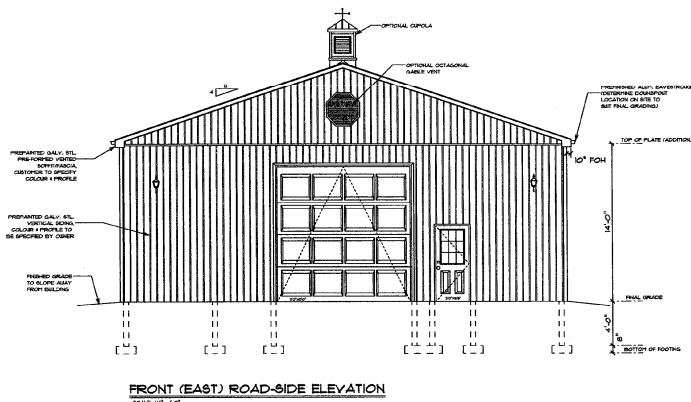 OPTIONAL CUPOLA
OPTIONAL OCTAGONAL
GABLE VENT
4
PREFINISHED ALUM. EAVESTROUG
(DETERMINE DOWNSPOUT
LOCATION ON SITE TO
SUIT FINAL GRADING)
TOP OF PLATE (ADDITION
PREPAINTED GALV. STL.
PRE-FORMED VENTED
SOFFIT/FASCIA,
CUSTOMER TO SPECIFY
COLOUR & PROFILE
10" FOH
PREPAINTED GALV. STL.
VERTICAL SIDING,
COLOUR & PROFILE TO
BE SPECIFIED BY OWNER
14'-0"
FINISHED GRADE
TO SLOPE AWAY
FROM BUILDING
FINAL GRADE
4'-0"
8"
BOTTOM OF FOOTING
FRONT (EAST) ROAD-SIDE ELEVATION